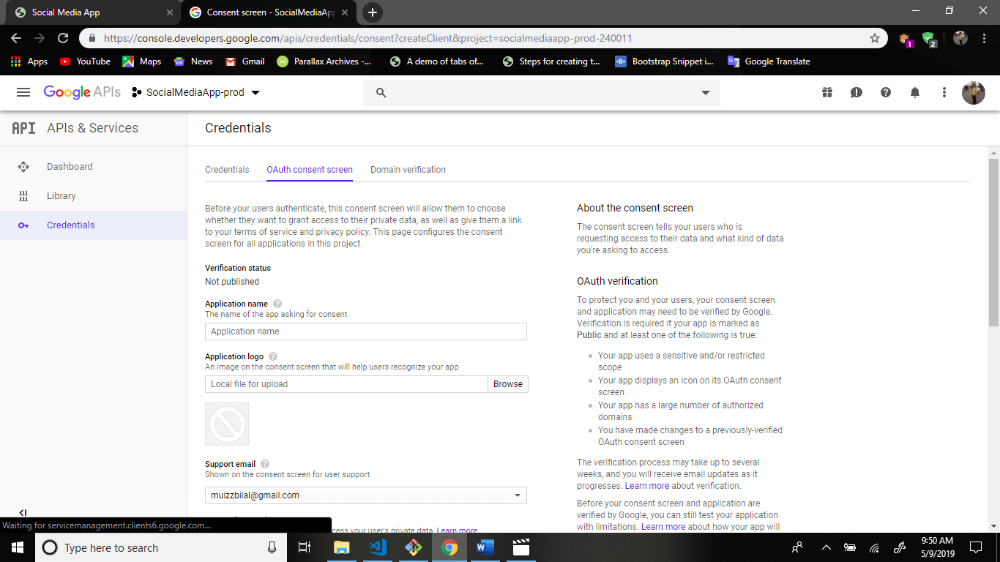 Social Media App
Consent screen - SocialMediaApp
https://console.developers.google.com/apis/credentials/consent?createClient&project=socialmediaapp-prod-240011
1
2
Apps
YouTube
Maps
News
Gmail
Parallax Archives -...
A demo of tabs of...
Steps for creating t...
Bootstrap Snippet i...
Google Translate
Google APIs
SocialMediaApp-prod
API APIs & Services
Credentials
Dashboard
Library
Credentials
Credentials
OAuth consent screen
Domain verification
Before your users authenticate, this consent screen will allow them to choose
whether they want to grant access to their private data, as well as give them a link
to your terms of service and privacy policy. This page configures the consent
screen for all applications in this project.
Verification status
Not published
Application name ?
The name of the app asking for consent
Application name
Application logo ?
An image on the consent screen that will help users recognize your app
Local file for upload
Browse
Support email ?
Shown on the consent screen for user support
muizzbilal@gmail.com
your user's private data. Learn more
About the consent screen
The consent screen tells your users who is
requesting access to their data and what kind of data
you're asking to access.
OAuth verification
To protect you and your users, your consent screen
and application may need to be verified by Google.
Verification is required if your app is marked as
Public and at least one of the following is true:
Your app uses a sensitive and/or restricted
scope
Your app displays an icon on its OAuth consent
screen
Your app has a large number of authorized
domains
You have made changes to a previously-verified
OAuth consent screen
The verification process may take up to several
weeks, and you will receive email updates as it
progresses. Learn more about verification.
Before your consent screen and application are
verified by Google, you can still test your application
with limitations. Learn more about how your app will
Waiting for servicemanagement.clients6.google.com...
Type here to search
9:50 AM
5/9/2019